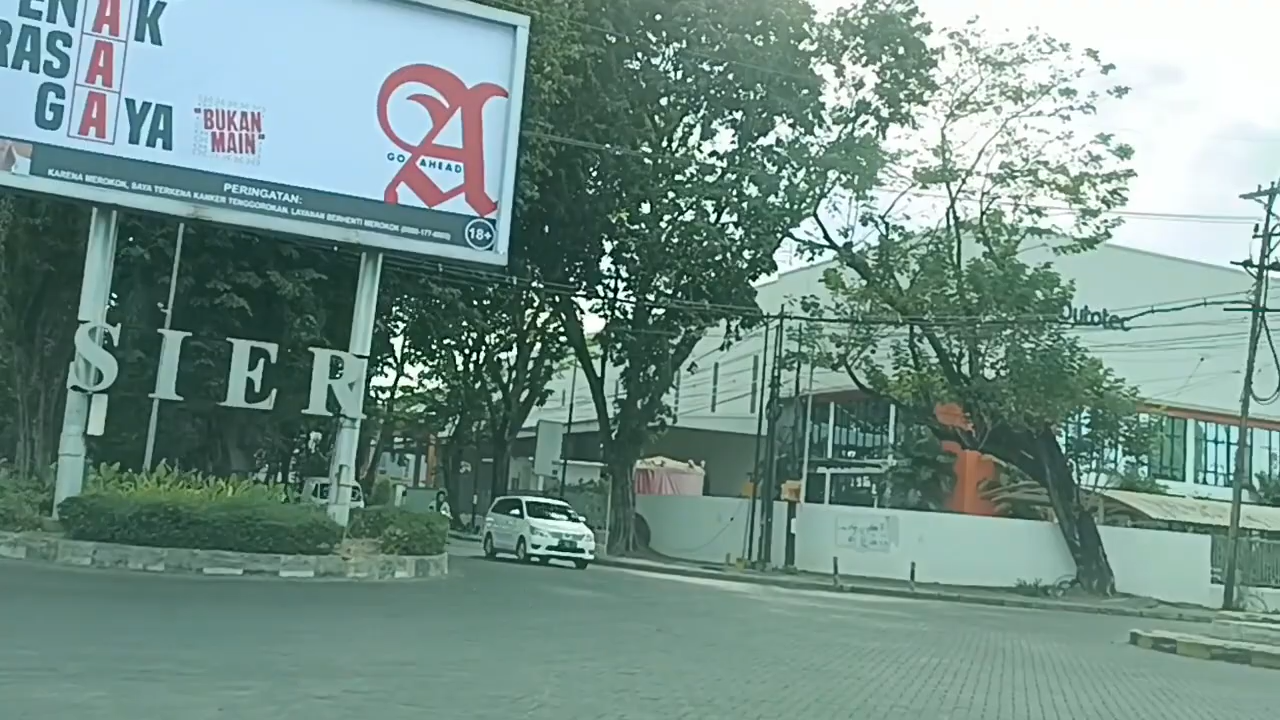 ENAK
RAS A
GAYA
BUKAN
MAIN
A
GO AHEAD
PERINGATAN:
KARENA MEROKOK, SAYA TERKENA KANKER TENGGOROKAN. LAYANAN BERHENTI MEROKOK (0800-177-6565)
18+
SIER
Outotec